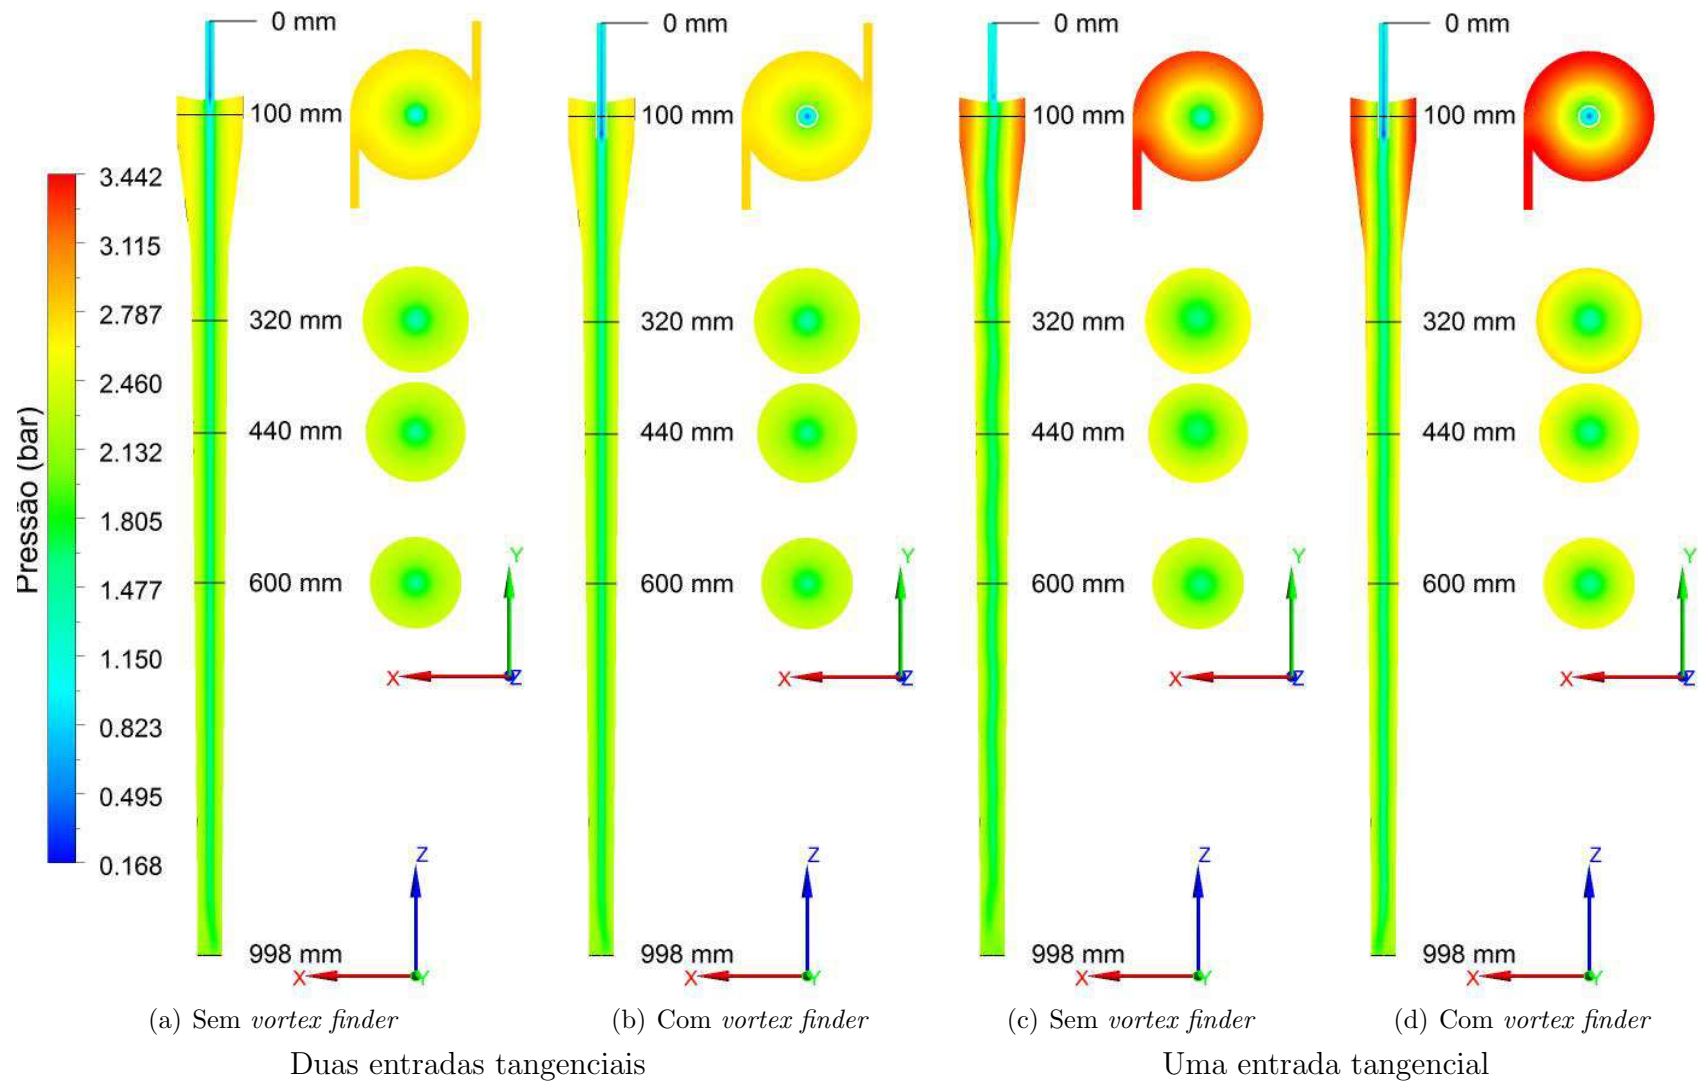 0 mm
0 mm
0 mm
0 mm
100 mm
100 mm
100 mm
100 mm
Pressão (bar)
3.442
3.115
2.787
2.460
2.132
1.805
1.477
1.150
0.823
0.495
0.168
320 mm
320 mm
320 mm
320 mm
440 mm
440 mm
440 mm
440 mm
600 mm
600 mm
600 mm
600 mm
Y
X
Z
Y
X
Z
Y
X
Z
Y
X
Z
Z
998 mm
X
Y
Z
998 mm
X
Y
Z
998 mm
X
Y
Z
998 mm
X
Y
(a) Sem vortex finder
(b) Com vortex finder
(c) Sem vortex finder
(d) Com vortex finder
Duas entradas tangenciais
Uma entrada tangencial